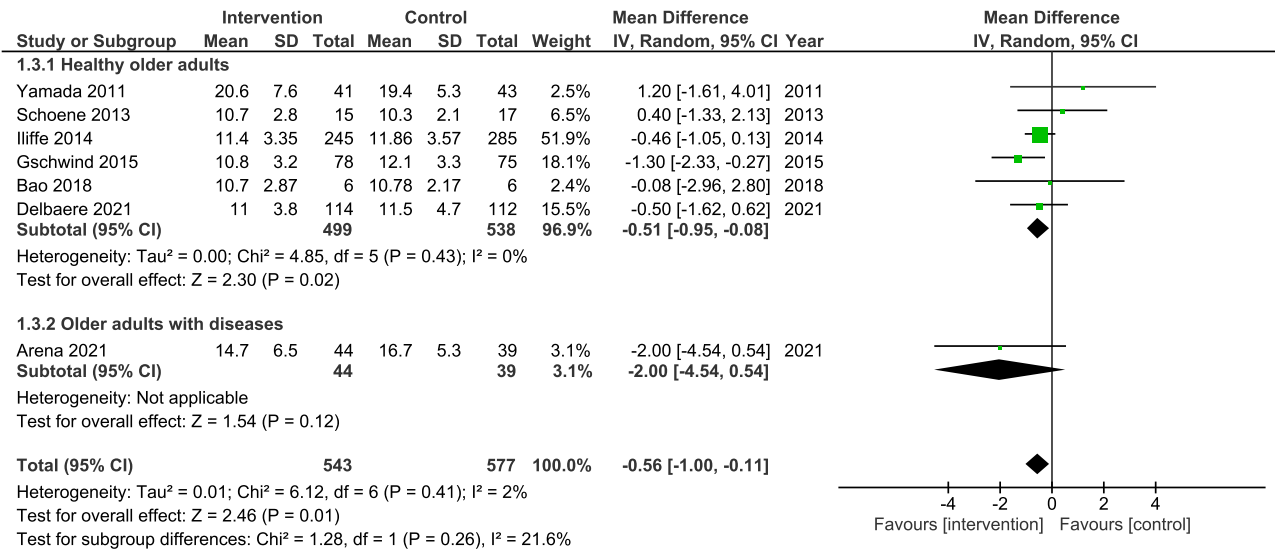 Intervention Control Mean Difference Mean Difference
Study or Subgroup Mean SD Total Mean SD Total Weight IV, Random, 95% CI Year IV, Random, 95% CI
1.3.1 Healthy older adults
Yamada 2011 20.6 7.6 41 19.4 5.3 43 2.5% 1.20 [-1.61, 4.01] 2011
Schoene 2013 10.7 2.8 15 10.3 2.1 17 6.5% 0.40 [-1.33, 2.13] 2013
Iliffe 2014 11.4 3.35 245 11.86 3.57 285 51.9% -0.46 [-1.05, 0.13] 2014
Gschwind 2015 10.8 3.2 78 12.1 3.3 75 18.1% -1.30 [-2.33, -0.27] 2015
Bao 2018 10.7 2.87 6 10.78 2.17 6 2.4% -0.08 [-2.96, 2.80] 2018
Delbaere 2021 11 3.8 114 11.5 4.7 112 15.5% -0.50 [-1.62, 0.62] 2021
Subtotal (95% CI) 499 538 96.9% -0.51 [-0.95, -0.08]
Heterogeneity: Tau² = 0.00; Chi² = 4.85, df = 5 (P = 0.43); I² = 0%
Test for overall effect: Z = 2.30 (P = 0.02)
1.3.2 Older adults with diseases
Arena 2021 14.7 6.5 44 16.7 5.3 39 3.1% -2.00 [-4.54, 0.54] 2021
Subtotal (95% CI) 44 39 3.1% -2.00 [-4.54, 0.54]
Heterogeneity: Not applicable
Test for overall effect: Z = 1.54 (P = 0.12)
Total (95% CI) 543 577 100.0% -0.56 [-1.00, -0.11]
Heterogeneity: Tau² = 0.01; Chi² = 6.12, df = 6 (P = 0.41); I² = 2%
Test for overall effect: Z = 2.46 (P = 0.01)
Test for subgroup differences: Chi² = 1.28, df = 1 (P = 0.26), I² = 21.6%
-4 -2 0 2 4
Favours [intervention] Favours [control]